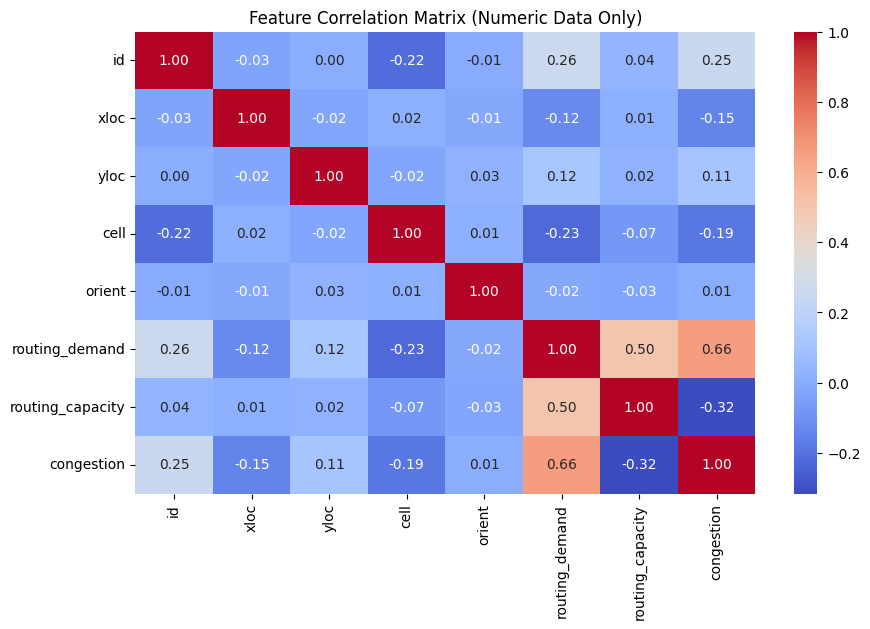 Feature Correlation Matrix (Numeric Data Only)
id 1.00 -0.03 0.00 -0.22 -0.01 0.26 0.04 0.25
xloc -0.03 1.00 -0.02 0.02 -0.01 -0.12 0.01 -0.15
yloc 0.00 -0.02 1.00 -0.02 0.03 0.12 0.02 0.11
cell -0.22 0.02 -0.02 1.00 0.01 -0.23 -0.07 -0.19
orient -0.01 -0.01 0.03 0.01 1.00 -0.02 -0.03 0.01
routing_demand 0.26 -0.12 0.12 -0.23 -0.02 1.00 0.50 0.66
routing_capacity 0.04 0.01 0.02 -0.07 -0.03 0.50 1.00 -0.32
congestion 0.25 -0.15 0.11 -0.19 0.01 0.66 -0.32 1.00
id xloc yloc cell orient routing_demand routing_capacity congestion
1.0
0.8
0.6
0.4
0.2
0.0
−0.2